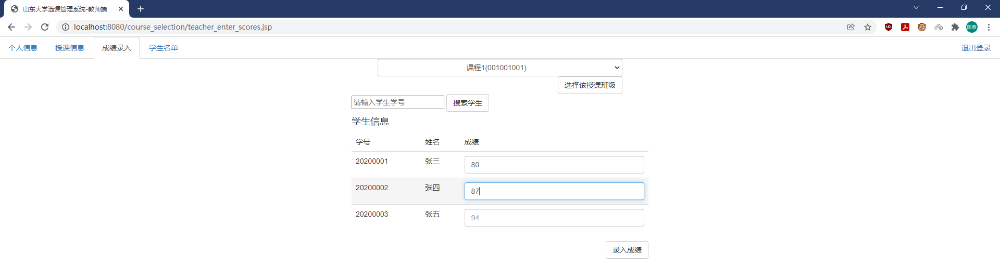 山东大学选课管理系统-教师端
localhost:8080/course_selection/teacher_enter_scores.jsp
国泰
个人信息 授课信息 成绩录入 学生名单 退出登录
课程1(001001001)
选择该授课班级
请输入学生学号 搜索学生
学生信息
学号 姓名 成绩
20200001 张三 80
20200002 张四 87
20200003 张五 94
录入成绩